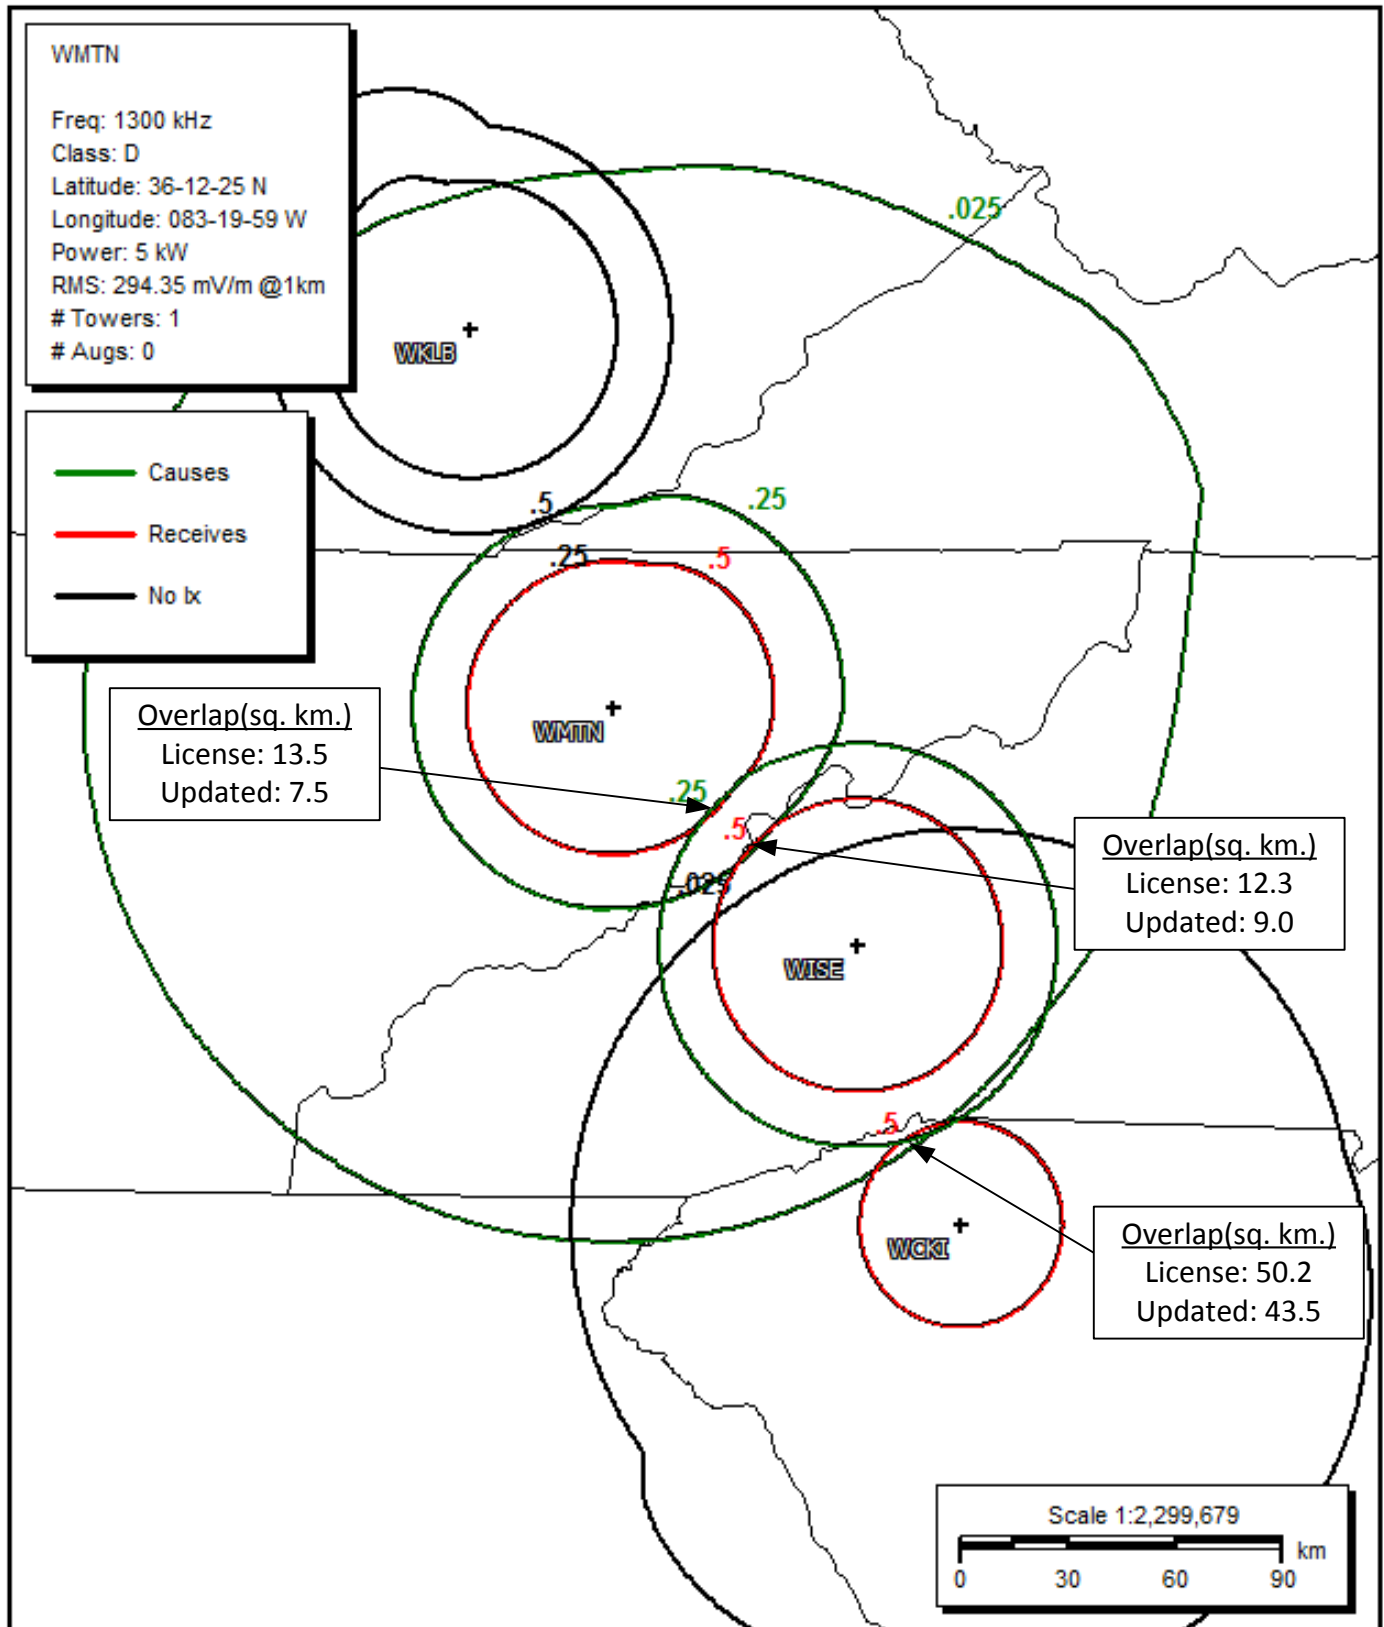 WMTN
Freq: 1300 kHz
Class: D
Latitude: 36-12-25 N
Longitude: 083-19-59 W
Power: 5 kW
RMS: 294.35 mV/m @1km
# Towers: 1
# Augs: 0
.025
WKLB
Causes
Receives
No Ix
.5
.25
.25
.5
Overlap(sq. km.)
License: 13.5
Updated: 7.5
WMTN
.25
.5
.025
Overlap(sq. km.)
License: 12.3
Updated: 9.0
WISE
.5
WCKI
Overlap(sq. km.)
License: 50.2
Updated: 43.5
Scale 1:2,299,679
km
0 30 60 90